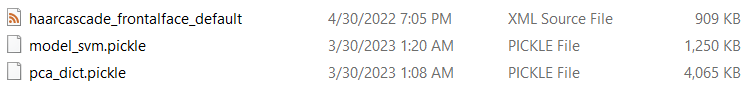 haarcascade_frontalface_default 4/30/2022 7:05 PM XML Source File 909 KB
model_svm.pickle 3/30/2023 1:20 AM PICKLE File 1,250 KB
pca_dict.pickle 3/30/2023 1:08 AM PICKLE File 4,065 KB